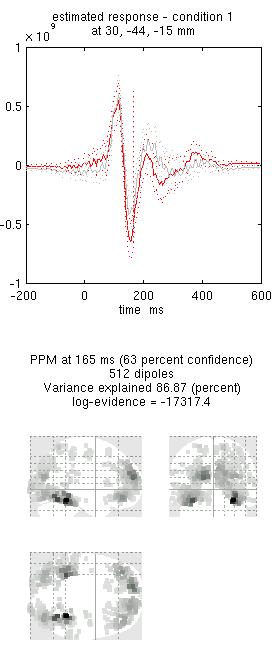 estimated response - condition 1
at 30, -44, -15 mm
×10^9
1
0.5
0
-0.5
-1
-200 0 200 400 600
time ms
PPM at 165 ms (63 percent confidence)
512 dipoles
Variance explained 86.87 (percent)
log-evidence = -17317.4